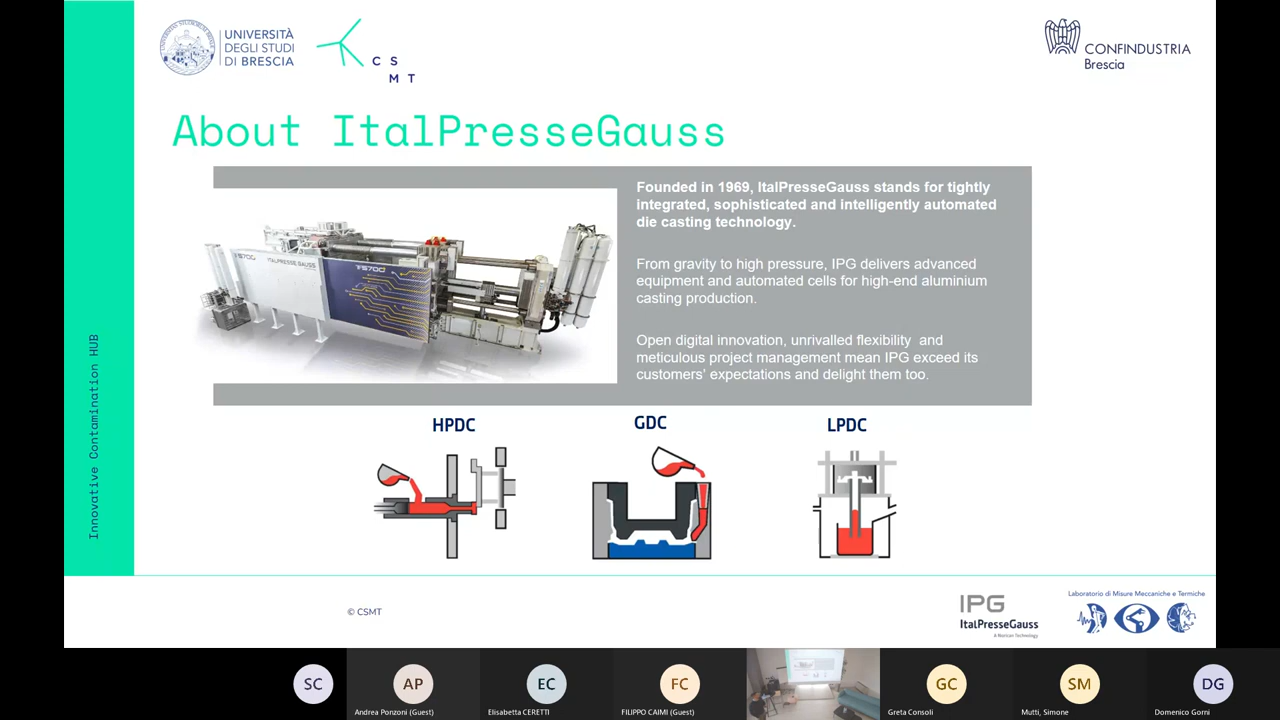 UNIVERSITÀ
DEGLI STUDI
DI BRESCIA
C S
M T
CONFINDUSTRIA
Brescia
About ItalPresseGauss
Founded in 1969, ItalPresseGauss stands for tightly
integrated, sophisticated and intelligently automated
die casting technology.
From gravity to high pressure, IPG delivers advanced
equipment and automated cells for high-end aluminium
casting production.
Open digital innovation, unrivalled flexibility and
meticulous project management mean IPG exceed its
customers' expectations and delight them too.
ITALPRESSE GAUSS
HPDC
GDC
LPDC
Innovative Contamination HUB
© CSMT
IPG
ItalPresseGauss
A Norican Technology
Laboratorio di Misure Meccaniche e Termiche
SC
AP
EC
FC
GC
SM
DG
Andrea Ponzoni (Guest)
Elisabetta CERETTI
FILIPPO CAIMI (Guest)
Greta Consoli
Mutti, Simone
Domenico Gorni